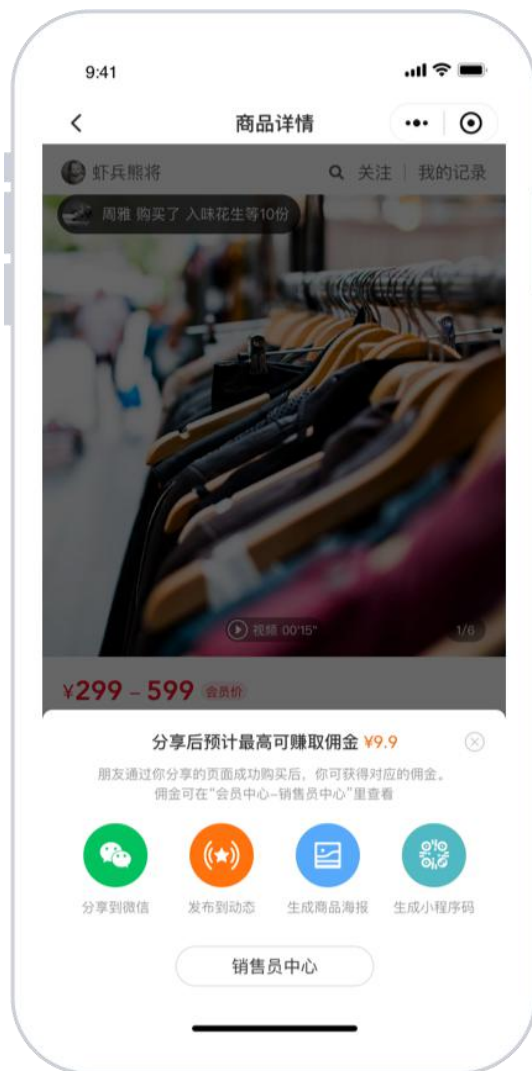 9:41
商品详情
虾兵熊将
关注 | 我的记录
周雅 购买了 入味花生等10份
视频 00'15"
1/6
¥299 – 599 会员价
分享后预计最高可赚取佣金 ¥9.9
朋友通过你分享的页面成功购买后，你可获得对应的佣金。
佣金可在“会员中心–销售员中心”里查看
分享到微信
发布到动态
生成商品海报
生成小程序码
销售员中心